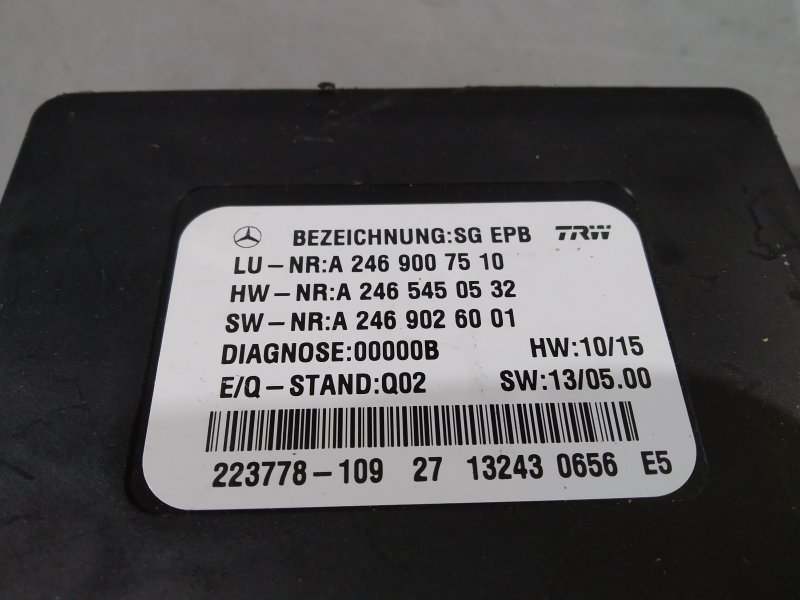 BEZEICHNUNG:SG EPB TRW
LU-NR:A 246 900 75 10
HW-NR:A 246 545 05 32
SW-NR:A 246 902 60 01
DIAGNOSE:00000B HW:10/15
E/Q-STAND:Q02 SW:13/05.00
223778-109 27 13243 0656 E5